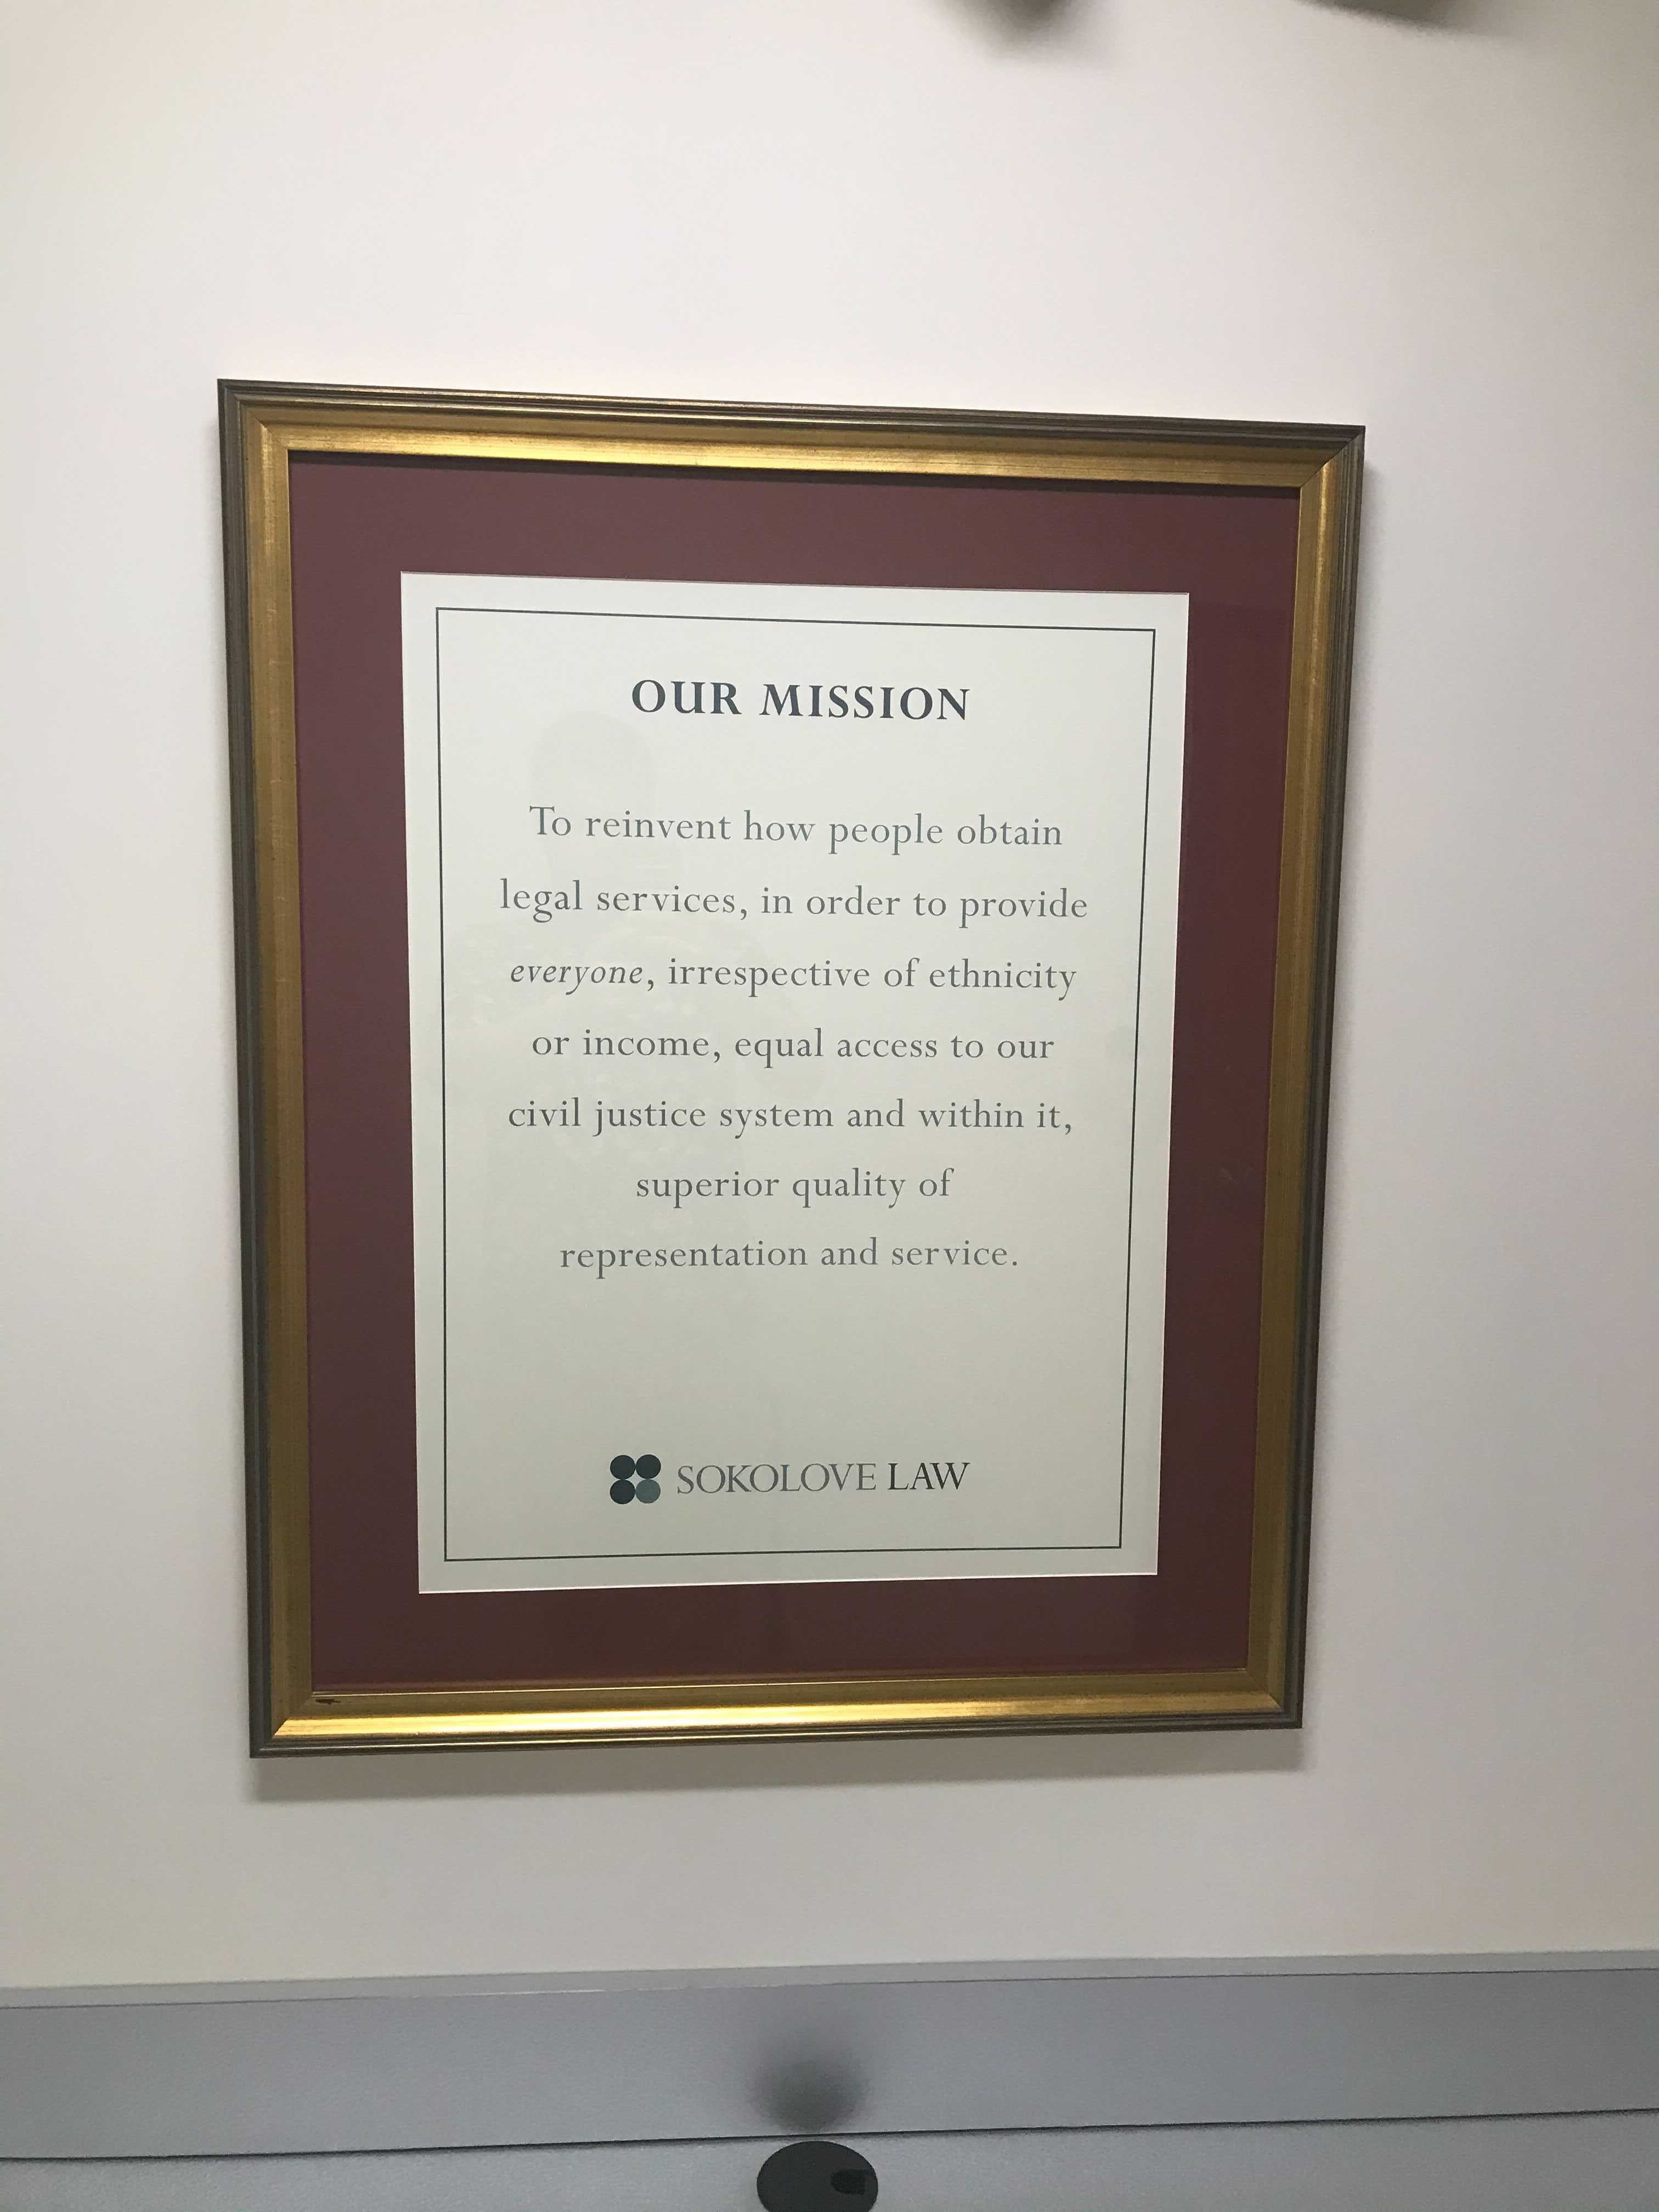 OUR MISSION
To reinvent how people obtain
legal services, in order to provide
everyone, irrespective of ethnicity
or income, equal access to our
civil justice system and within it,
superior quality of
representation and service.
SOKOLOVE LAW